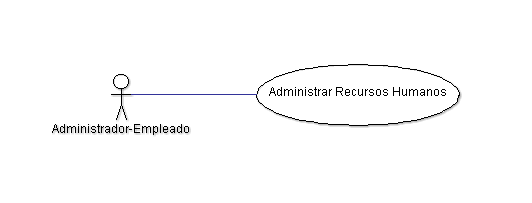 Administrar Recursos Humanos
Administrador-Empleado